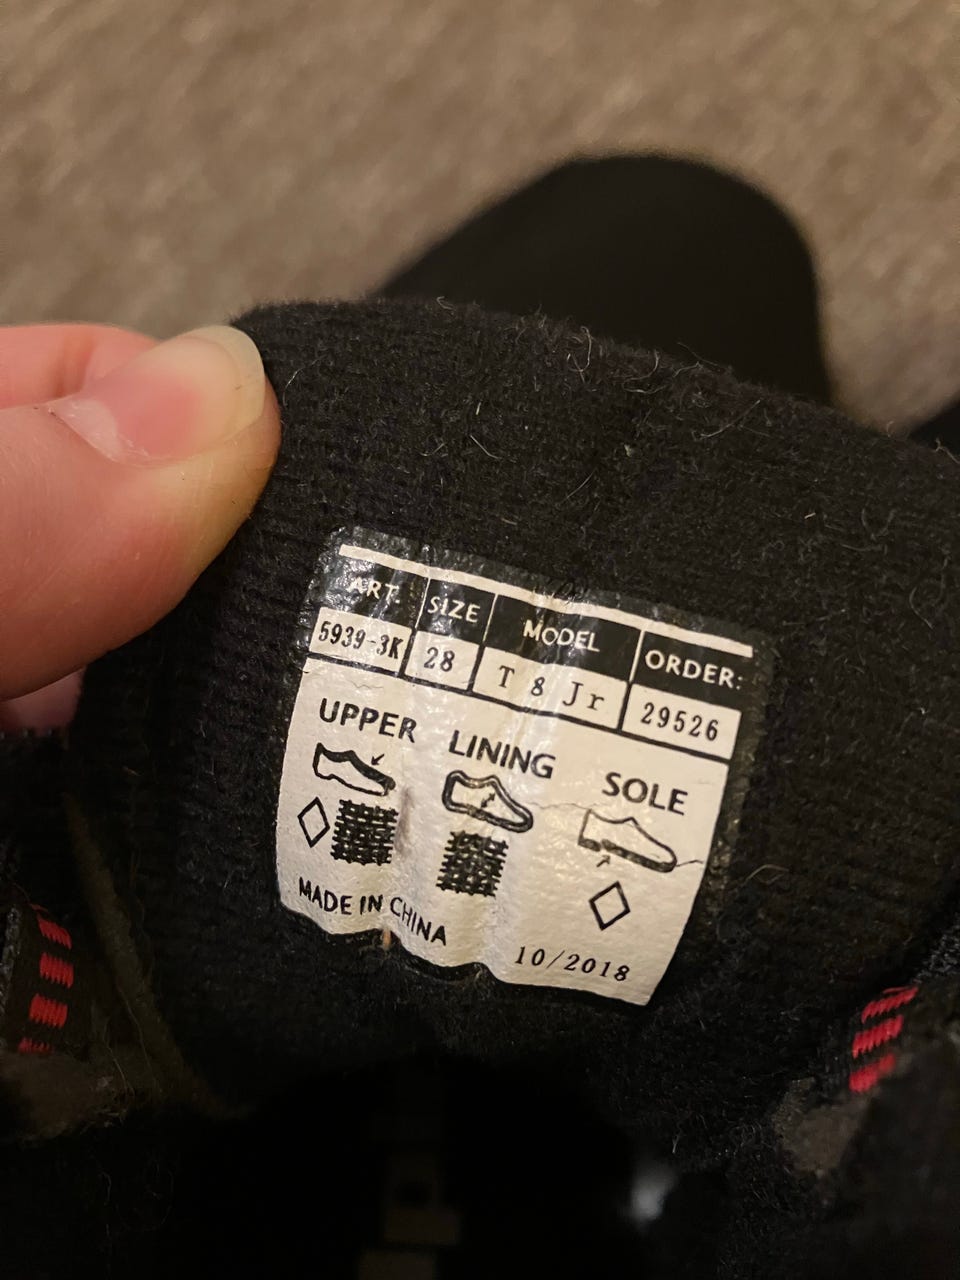 ART. SIZE MODEL ORDER:
5939-3K 28 T 8 Jr 29526
UPPER LINING SOLE
MADE IN CHINA
10/2018